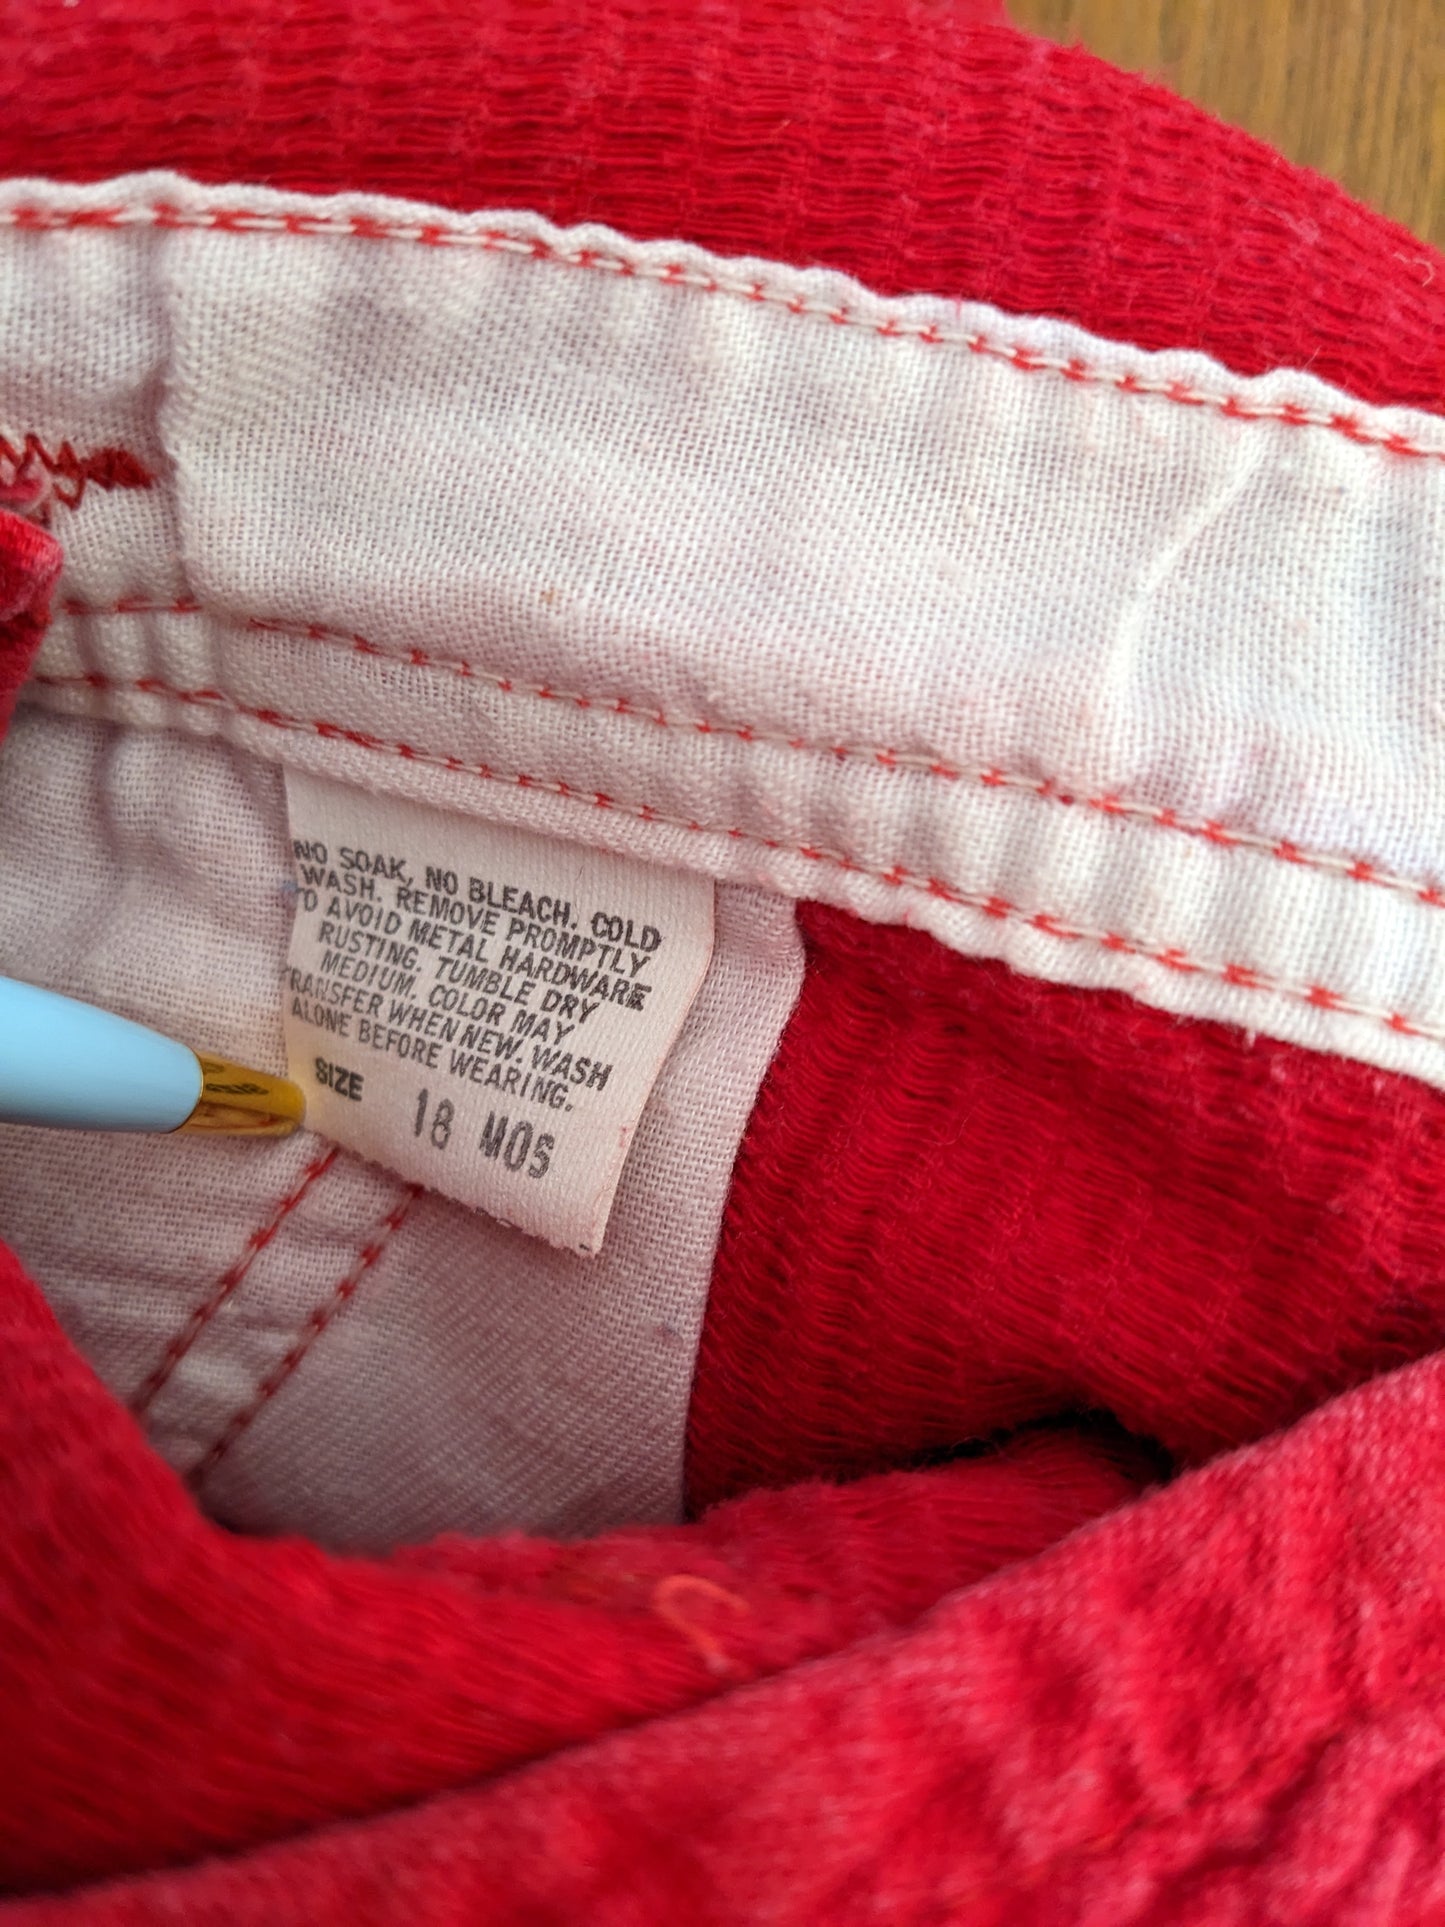 NO SOAK, NO BLEACH. COLD
WASH. REMOVE PROMPTLY
TO AVOID METAL HARDWARE
RUSTING. TUMBLE DRY
MEDIUM. COLOR MAY
TRANSFER WHEN NEW. WASH
ALONE BEFORE WEARING.
SIZE 18 MOS